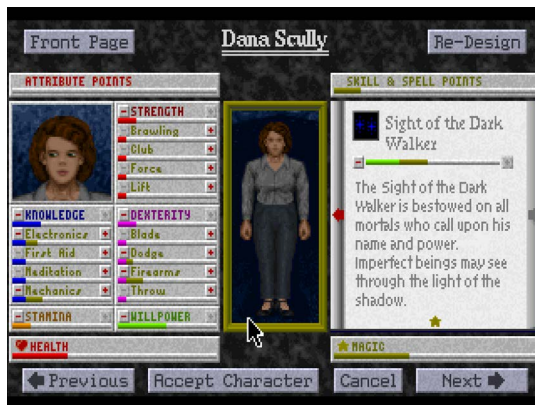 Front Page
Dana Scully
Re-Design
ATTRIBUTE POINTS
SKILL & SPELL POINTS
STRENGTH
Brawling
Club
Force
Lift
KNOWLEDGE
Electronics
First Aid
Meditation
Mechanics
DEXTERITY
Blade
Dodge
Firearms
Throw
STAMINA
WILLPOWER
HEALTH
Sight of the Dark
Walker
The Sight of the Dark
Walker is bestowed on all
mortals who call upon his
name and power.
Imperfect beings may see
through the light of the
shadow.
MAGIC
Previous
Accept Character
Cancel
Next